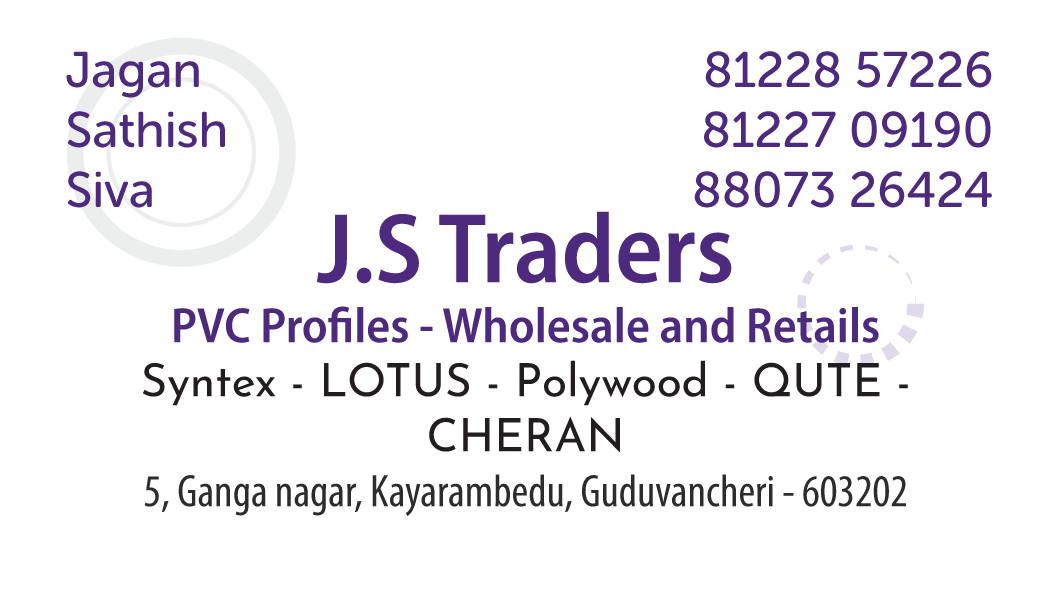 Jagan 81228 57226
Sathish 81227 09190
Siva 88073 26424
J.S Traders
PVC Profiles - Wholesale and Retails
Syntex - LOTUS - Polywood - QUTE -
CHERAN
5, Ganga nagar, Kayarambedu, Guduvancheri - 603202